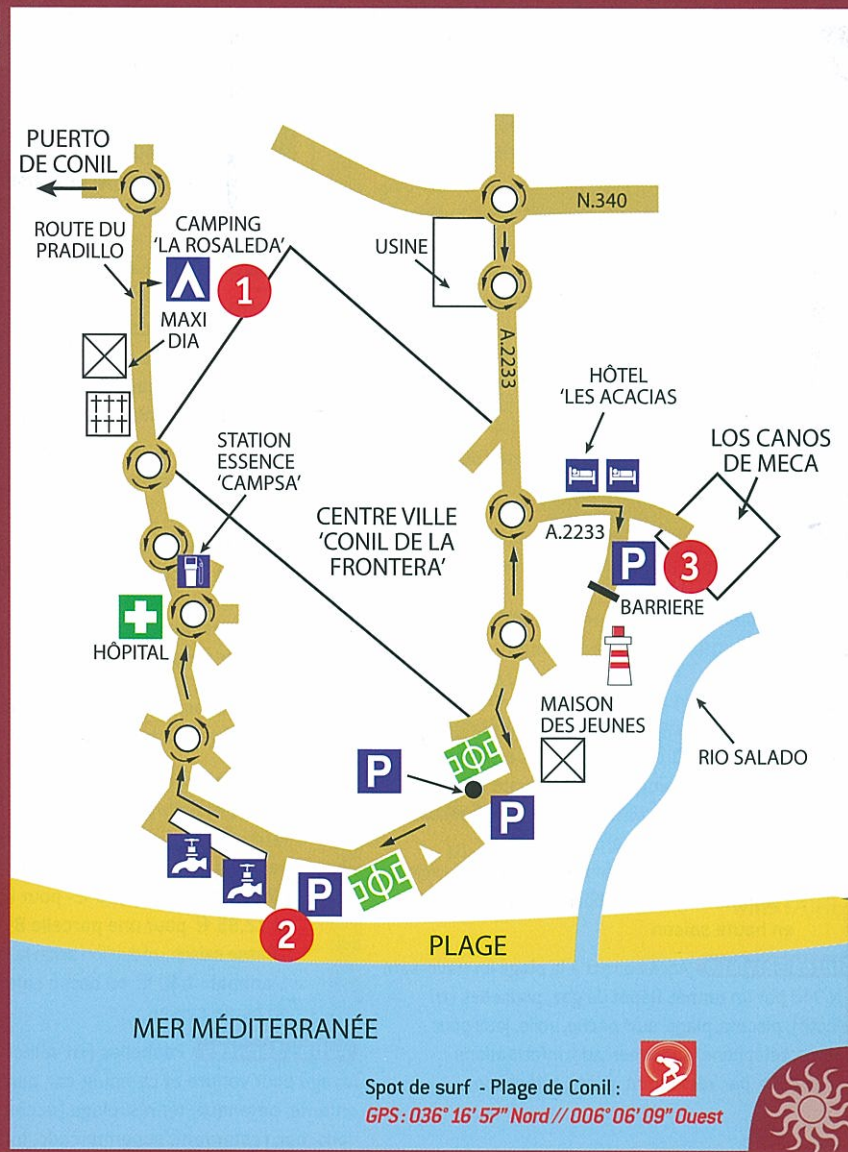 PUERTO
DE CONIL
N.340
ROUTE DU
PRADILLO
CAMPING
'LA ROSALEDA'
1
USINE
MAXI
DIA
A.2233
HÔTEL
'LES ACACIAS
STATION
ESSENCE
'CAMPSA'
LOS CANOS
DE MECA
CENTRE VILLE
'CONIL DE LA
FRONTERA'
A.2233
P
3
BARRIERE
HÔPITAL
MAISON
DES JEUNES
RIO SALADO
P
P
P
2
PLAGE
MER MÉDITERRANÉE
Spot de surf - Plage de Conil :
GPS : 036° 16' 57" Nord // 006° 06' 09" Ouest